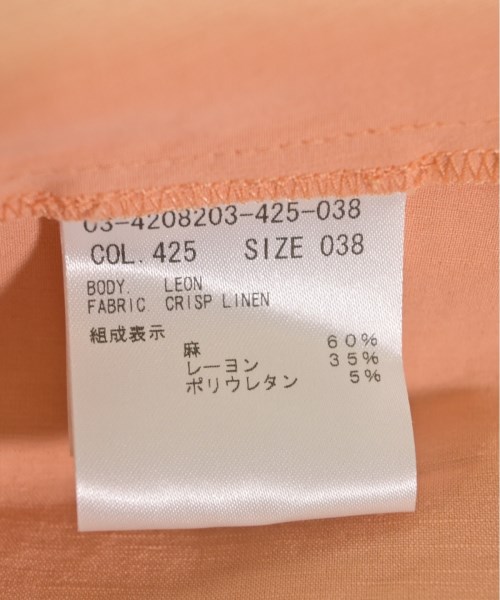 03-4208203-425-038
COL. 425 SIZE 038
BODY. LEON
FABRIC CRISP LINEN
組成表示
麻 60%
レーヨン 35%
ポリウレタン 5%